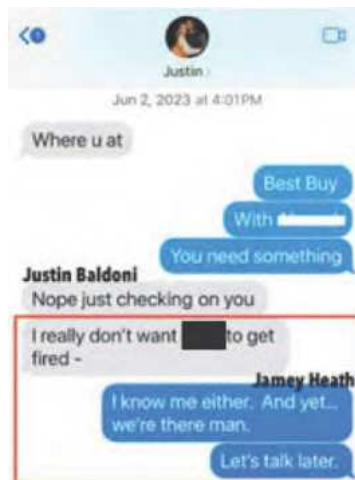 Justin
Jun 2, 2023 at 4:01PM
Where u at
Best Buy
With
You need something
Justin Baldoni
Nope just checking on you
I really don't want to get
fired -
Jamey Heath
I know me either. And yet...
we're there man.
Let's talk later.